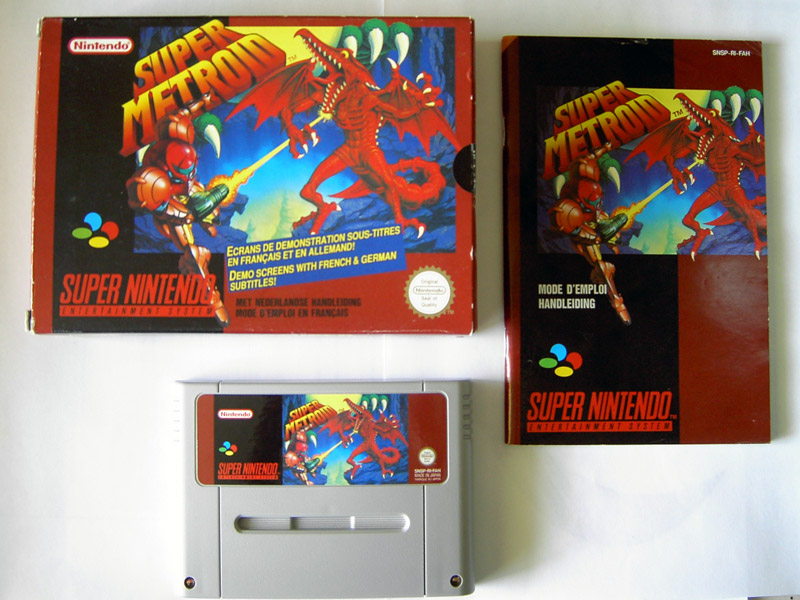 Nintendo
SUPER
METROID
TM
ECRANS DE DEMONSTRATION SOUS-TITRES
EN FRANÇAIS ET EN ALLEMAND!
DEMO SCREENS WITH FRENCH & GERMAN
SUBTITLES!
SUPER NINTENDO
ENTERTAINMENT SYSTEM
MET NEDERLANDSE HANDLEIDING
MODE D'EMPLOI EN FRANÇAIS
Original
Nintendo
Seal of
Quality
TM
SNSP-RI-FAH
SUPER
METROID
TM
MODE D'EMPLOI
HANDLEIDING
SUPER NINTENDO
TM
ENTERTAINMENT SYSTEM
Nintendo
SUPER
METROID
SUPER NINTENDO
ENTERTAINMENT SYSTEM
SNSP-RI-FAH
MADE IN JAPAN